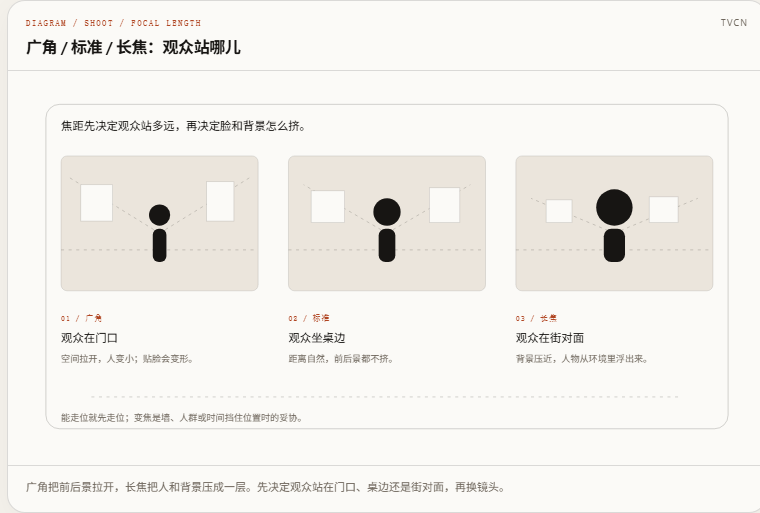 DIAGRAM / SHOOT / FOCAL LENGTH
TVCN
广角 / 标准 / 长焦：观众站哪儿
焦距先决定观众站多远，再决定脸和背景怎么挤。
01 / 广角
观众在门口
空间拉开，人变小；贴脸会变形。
02 / 标准
观众坐桌边
距离自然，前后景都不挤。
03 / 长焦
观众在街对面
背景压近，人物从环境里浮出来。
能走位就先走位；变焦是墙、人群或时间挡住位置时的妥协。
广角把前后景拉开，长焦把人和背景压成一层。先决定观众站在门口、桌边还是街对面，再换镜头。